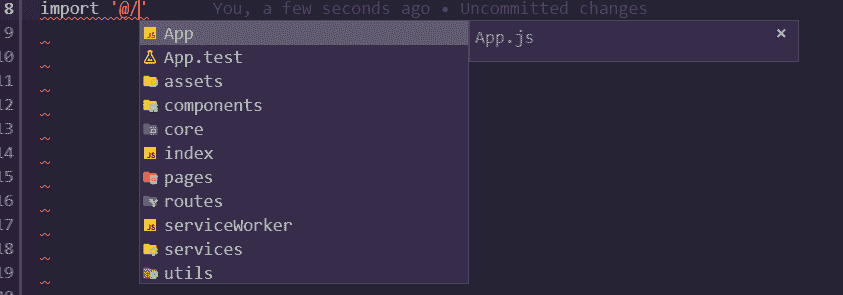 8 import '@/' You, a few seconds ago • Uncommitted changes
9 App App.js ×
10 App.test
11 assets
12 components
13 core
14 index
15 pages
16 routes
17 serviceWorker
18 services
19 utils